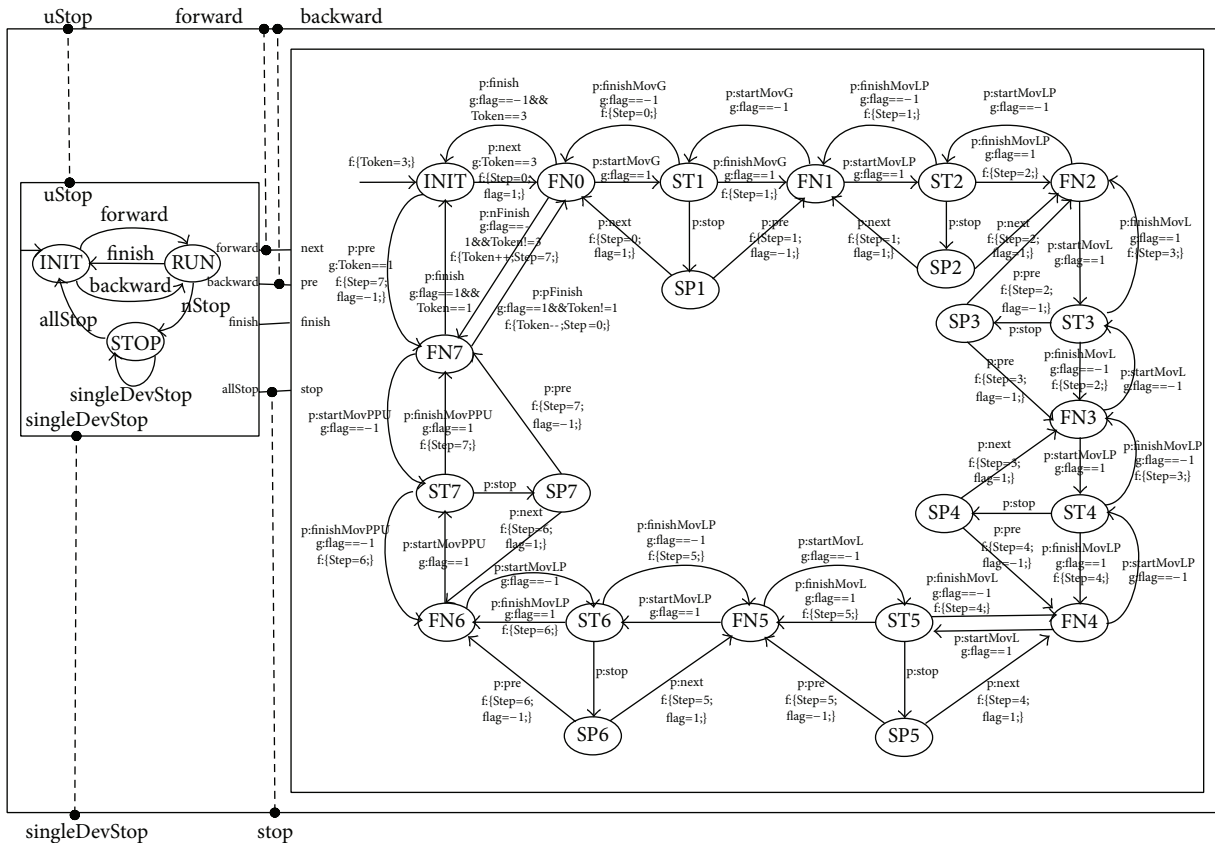 uStop forward backward
uStop
forward
INIT
finish
RUN
backward
nStop
allStop
STOP
singleDevStop
singleDevStop
forward next
backward pre
finish finish
allStop stop
f:{Token=3;}
INIT
p:finish
g:flag==−1&&
Token==3
p:next
g:Token==3
f:{Step=0,
flag=1;}
FN0
p:finishMovG
g:flag==−1
f:{Step=0;}
p:startMovG
g:flag==1
ST1
p:startMovG
g:flag==−1
p:finishMovG
g:flag==1
f:{Step=1;}
FN1
p:finishMovLP
g:flag==−1
f:{Step=1;}
p:startMovLP
g:flag==1
ST2
p:startMovLP
g:flag==−1
p:finishMovLP
g:flag==1
f:{Step=2;}
FN2
p:pre
g:Token==1
f:{Step=7;
flag=−1;}
p:nFinish
g:flag==-
1&&Token!=3
f:{Token++;Step=7;}
p:finish
g:flag==1&&
Token==1
p:pFinish
g:flag==1&&Token!=1
f:{Token--;Step=0;}
p:next
f:{Step=0;
flag=1;}
p:stop
SP1
p:pre
f:{Step=1;
flag=−1;}
p:next
f:{Step=1;
flag=1;}
p:stop
SP2
p:next
f:{Step=2;
flag=1;}
p:pre
f:{Step=2;
flag=−1;}
p:startMovL
g:flag==1
p:finishMovL
g:flag==1
f:{Step=3;}
SP3
p:stop
ST3
FN7
p:pre
f:{Step=3;
flag=−1;}
p:finishMovL
g:flag==−1
f:{Step=2;}
p:startMovL
g:flag==−1
FN3
p:startMovPPU
g:flag==−1
p:finishMovPPU
g:flag==1
f:{Step=7;}
p:pre
f:{Step=7;
flag=−1;}
p:next
f:{Step=3;
flag=1;}
p:startMovLP
g:flag==1
p:finishMovLP
g:flag==−1
f:{Step=3;}
ST7
p:stop
SP7
SP4
p:stop
ST4
p:finishMovPPU
g:flag==−1
f:{Step=6;}
p:startMovPPU
g:flag==1
p:next
f:{Step=6;
flag=1;}
p:pre
f:{Step=4;
flag=−1;}
p:finishMovLP
g:flag==1
f:{Step=4;}
p:startMovLP
g:flag==−1
FN6
p:startMovLP
g:flag==−1
p:finishMovLP
g:flag==1
f:{Step=6;}
ST6
p:finishMovLP
g:flag==−1
f:{Step=5;}
p:startMovLP
g:flag==1
FN5
p:startMovL
g:flag==−1
p:finishMovL
g:flag==1
f:{Step=5;}
ST5
p:finishMovL
g:flag==−1
f:{Step=4;}
p:startMovL
g:flag==1
FN4
p:pre
f:{Step=6;
flag=−1;}
p:stop
SP6
p:next
f:{Step=5;
flag=1;}
p:pre
f:{Step=5;
flag=−1;}
p:stop
SP5
p:next
f:{Step=4;
flag=1;}
singleDevStop stop